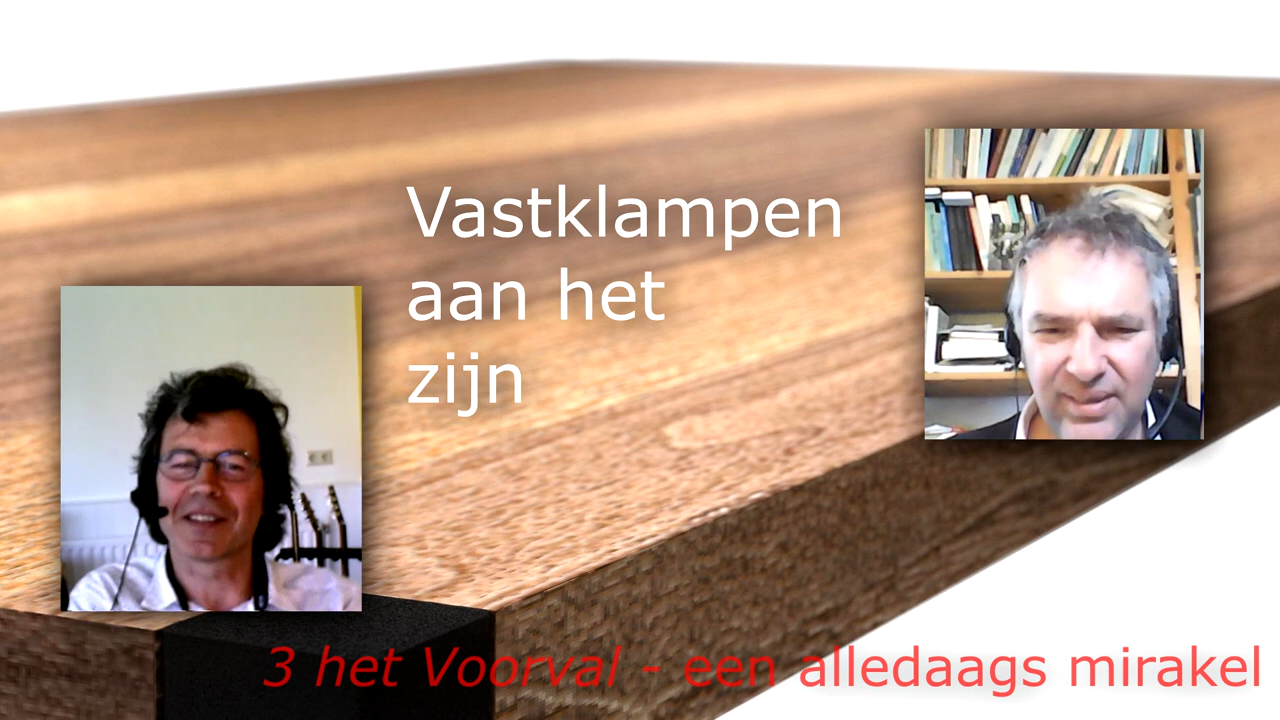 Vastklampen
aan het
zijn
3 het Voorval - een alledaags mirakel